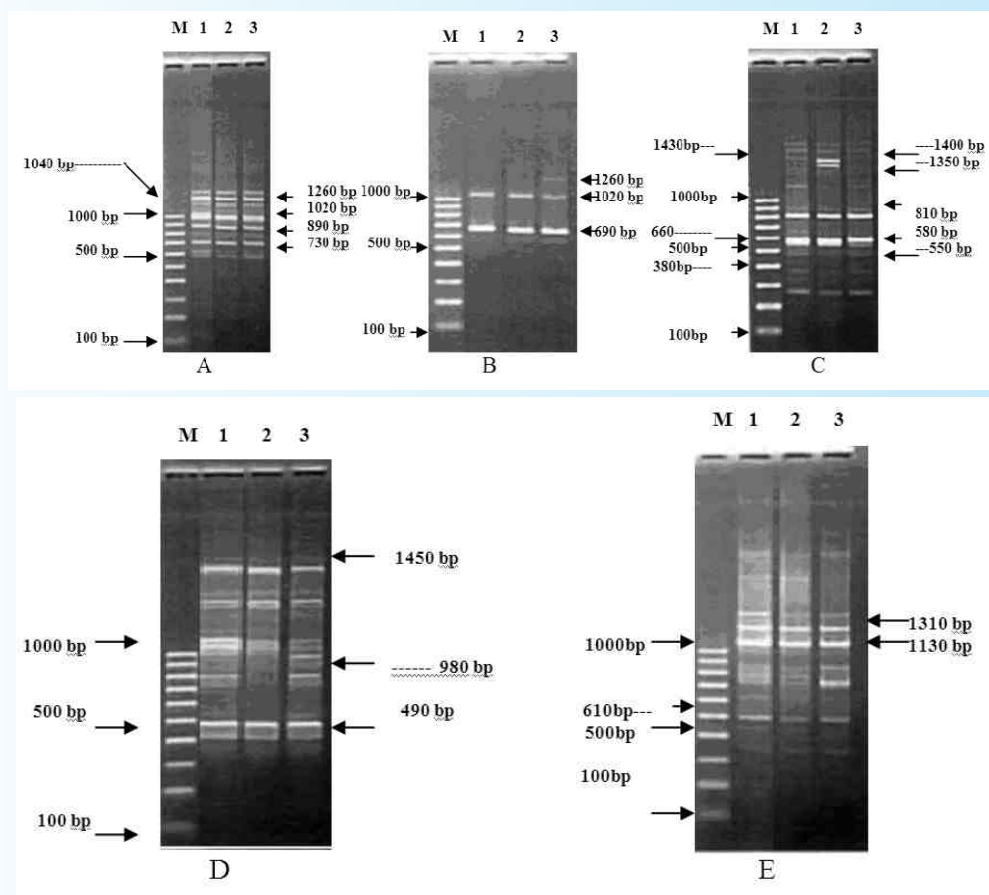 M 1 2 3
1040 bp----------
1000 bp
500 bp
100 bp
1260 bp
1020 bp
890 bp
730 bp
A
M 1 2 3
1000 bp
500 bp
100 bp
1260 bp
1020 bp
690 bp
B
M 1 2 3
1430bp---
1000bp
660--------
500bp
380bp----
100bp
----1400 bp
---1350 bp
810 bp
580 bp
---550 bp
C
M 1 2 3
1000 bp
500 bp
100 bp
1450 bp
------ 980 bp
490 bp
D
M 1 2 3
1000bp
610bp---
500bp
100bp
1310 bp
1130 bp
E